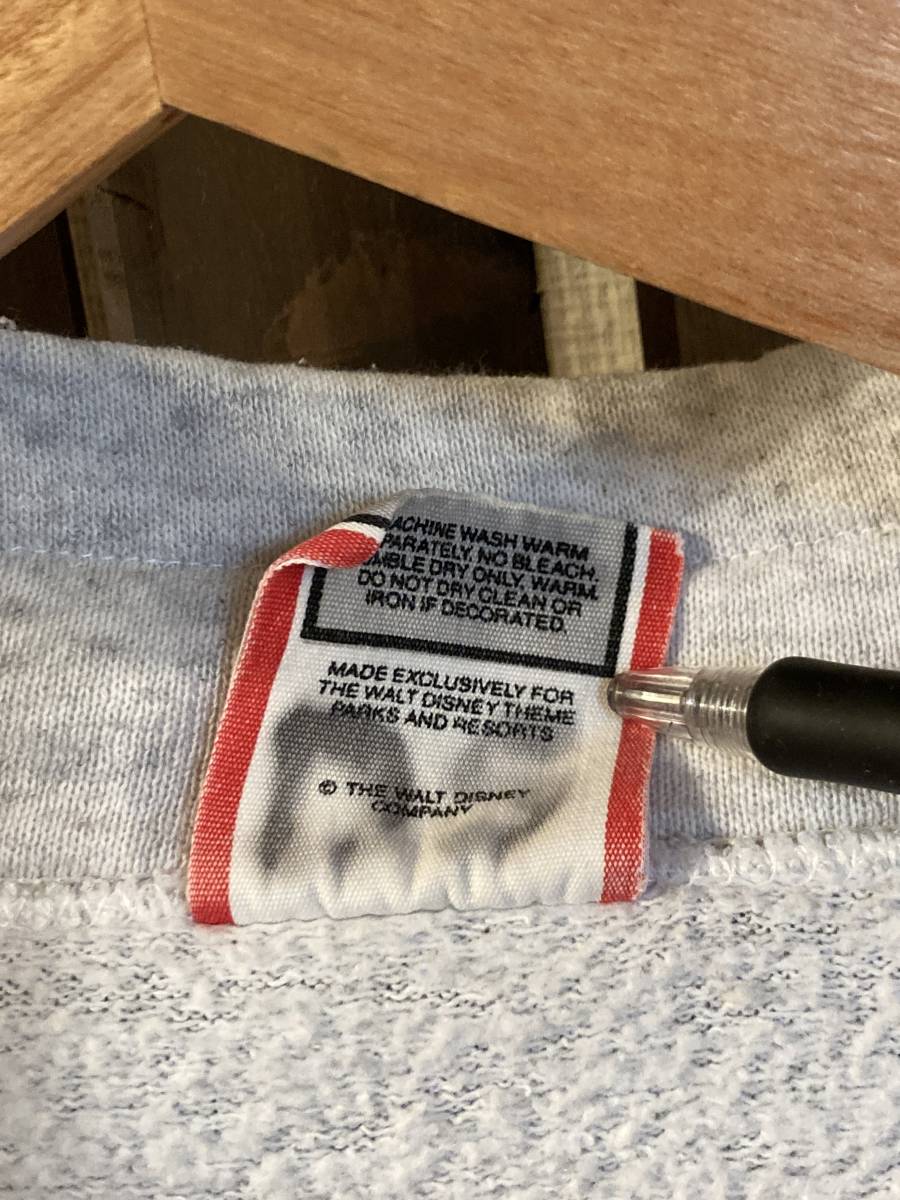 ACHINE WASH WARM
PARATELY. NO BLEACH.
MBLE DRY ONLY, WARM.
DO NOT DRY CLEAN OR
IRON IF DECORATED.
MADE EXCLUSIVELY FOR
THE WALT DISNEY THEME
PARKS AND RESORTS
© THE WALT DISNEY
COMPANY